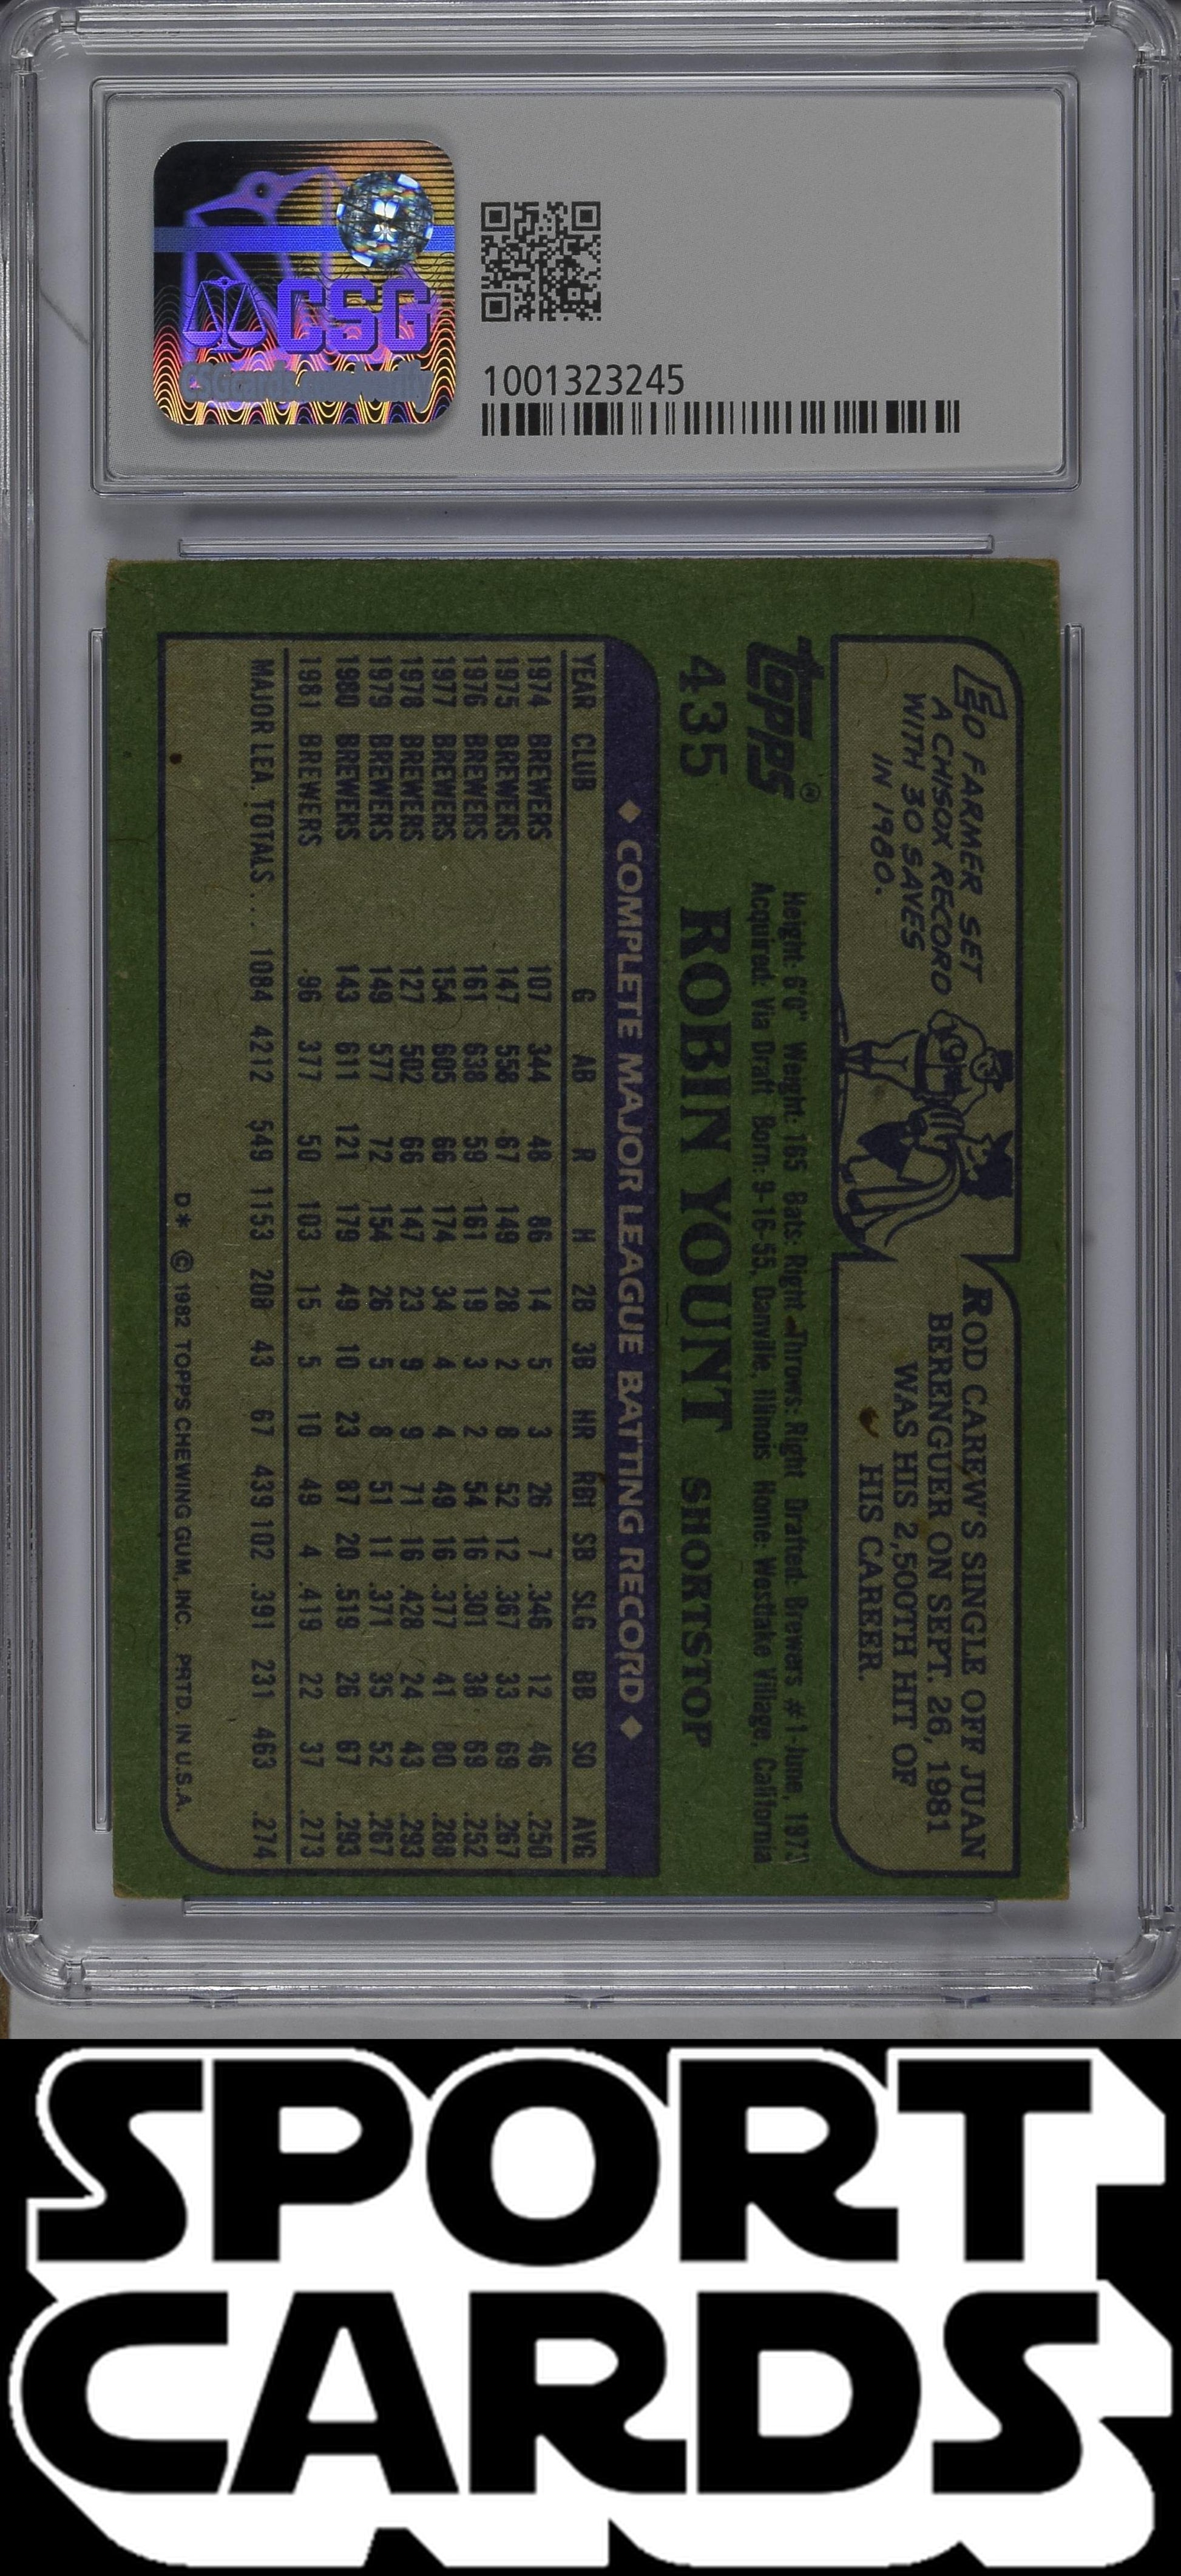 CSG
1001323245
ED FARMER SET
A CHISOX RECORD
WITH 30 SAVES
IN 1980.
ROD CAREW'S SINGLE OFF JUAN
BERENGUER ON SEPT. 26, 1981
WAS HIS 2,500TH HIT OF
HIS CAREER.
topps®
435
Height: 6'0" Weight: 165 Bats: Right Throws: Right Drafted: Brewers #1-June, 1973
Acquired: Via Draft Born: 9-16-55, Danville, Illinois Home: Westlake Village, California
ROBIN YOUNT SHORTSTOP
◆ COMPLETE MAJOR LEAGUE BATTING RECORD ◆
YEAR CLUB G AB R H 2B 3B HR RBI SB SLG BB SO AVG
1974 BREWERS 107 344 48 86 14 5 3 26 7 .346 12 46 .250
1975 BREWERS 147 558 67 149 28 2 8 52 12 .367 33 69 .267
1976 BREWERS 161 638 59 161 19 3 2 54 16 .301 38 69 .252
1977 BREWERS 154 605 66 174 34 4 4 49 16 .377 41 80 .288
1978 BREWERS 127 502 66 147 23 9 9 71 16 .428 24 43 .293
1979 BREWERS 149 577 72 154 26 5 8 51 11 .371 35 52 .267
1980 BREWERS 143 611 121 179 49 10 23 87 20 .519 26 67 .293
1981 BREWERS 96 377 50 103 15 5 10 49 4 .419 22 37 .273
MAJOR LEA. TOTALS.... 1084 4212 549 1153 208 43 67 439 102 .391 231 463 .274
D* © 1982 TOPPS CHEWING GUM, INC. PRTD. IN U.S.A.
SPORT
CARDS